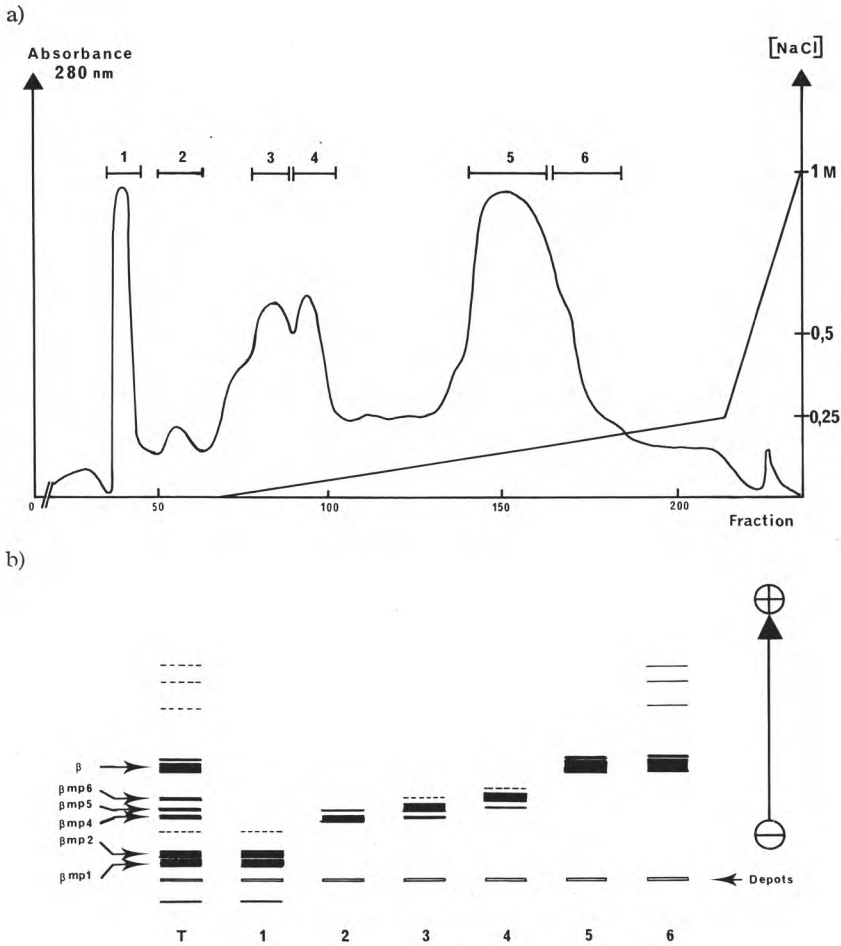 a)
Absorbance
280 nm
[NaCl]
1 2 3 4 5 6
1 M
0,5
0,25
0 50 100 150 200
Fraction
b)
+
β
βmp6
βmp5
βmp4
βmp2
βmp1
−
Depots
T 1 2 3 4 5 6